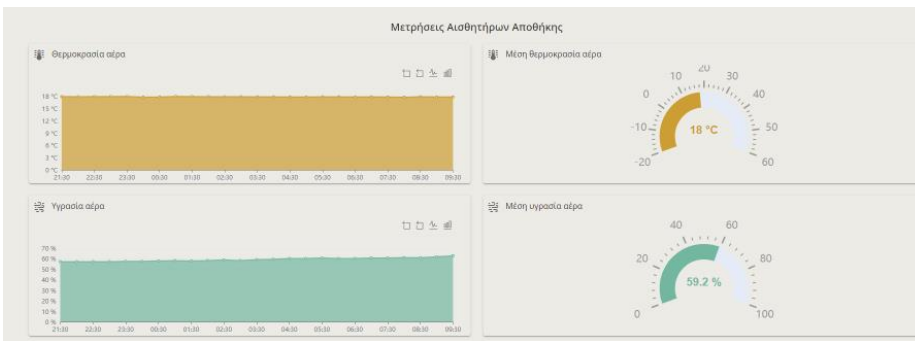 Μετρήσεις Αισθητήρων Αποθήκης
Θερμοκρασία αέρα
18 °C
15 °C
12 °C
9 °C
6 °C
3 °C
0 °C
21:30 22:30 23:30 00:30 01:30 02:30 03:30 04:30 05:30 06:30 07:30 08:30 09:30
Μέση θερμοκρασία αέρα
-20 -10 0 10 20 30 40 50 60
18 °C
Υγρασία αέρα
70 %
60 %
50 %
40 %
30 %
20 %
10 %
0 %
21:30 22:30 23:30 00:30 01:30 02:30 03:30 04:30 05:30 06:30 07:30 08:30 09:30
Μέση υγρασία αέρα
0 20 40 60 80 100
59.2 %